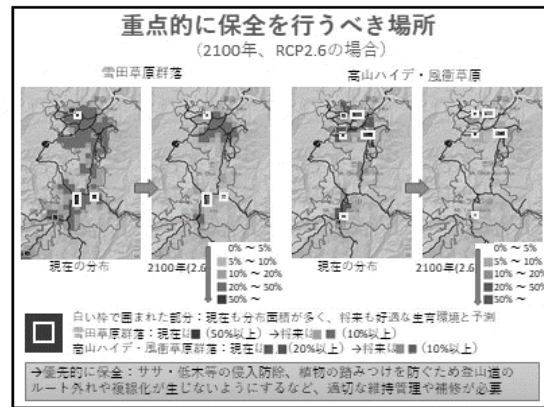 重点的に保全を行うべき場所
(2100年、RCP2.6の場合)
雪田草原群落
高山ハイデ・風衝草原
現在の分布
2100年(2.6
0% ～ 5%
5% ～ 10%
10% ～ 20%
20% ～ 50%
50% ～
現在の分布
2100年(2.6
0% ～ 5%
5% ～ 10%
10% ～ 20%
20% ～ 50%
50% ～
白い枠で囲まれた部分：現在も分布面積が多く、将来も好適な生育環境と予測
雪田草原群落：現在は■（50%以上）→将来は■ ■（10%以上）
高山ハイデ・風衝草原群落：現在は■,■(20%以上）→将来は■ ■（10%以上）
→優先的に保全：ササ・低木等の侵入防除、植物の踏みつけを防ぐため登山道の
ルート外れや複線化が生じないようにするなど、適切な維持管理や補修が必要